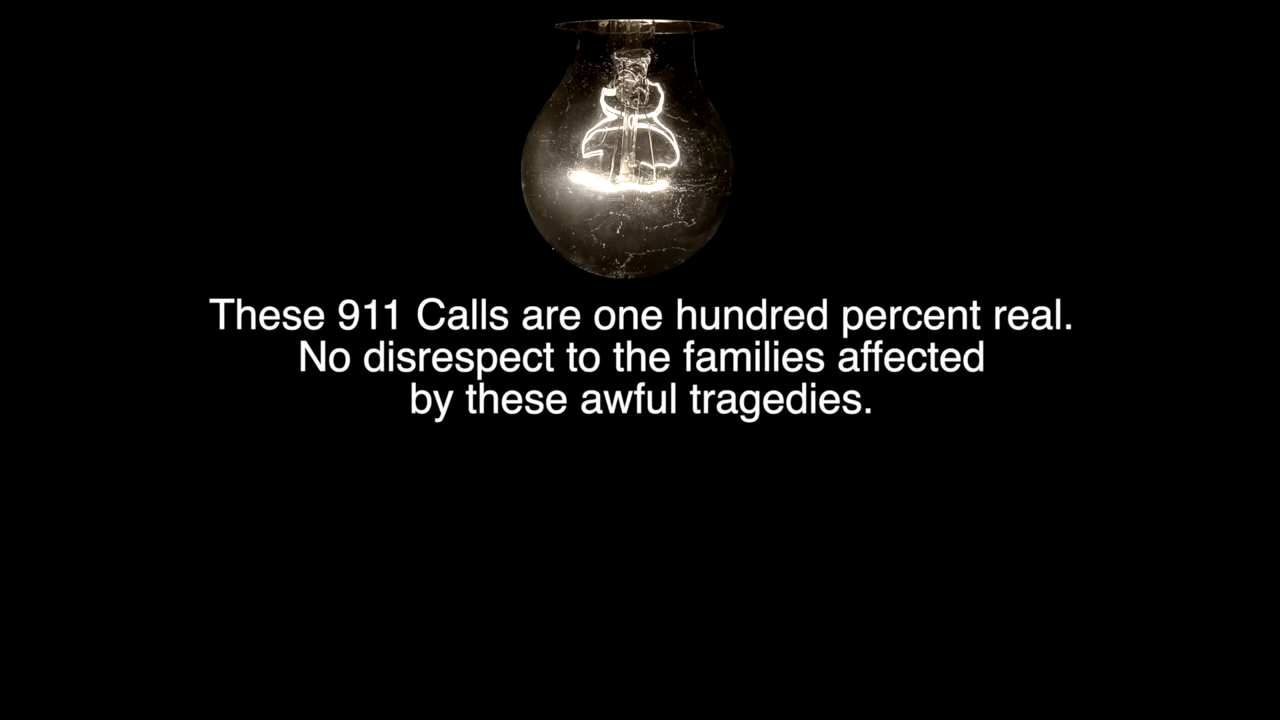 These 911 Calls are one hundred percent real.
No disrespect to the families affected
by these awful tragedies.